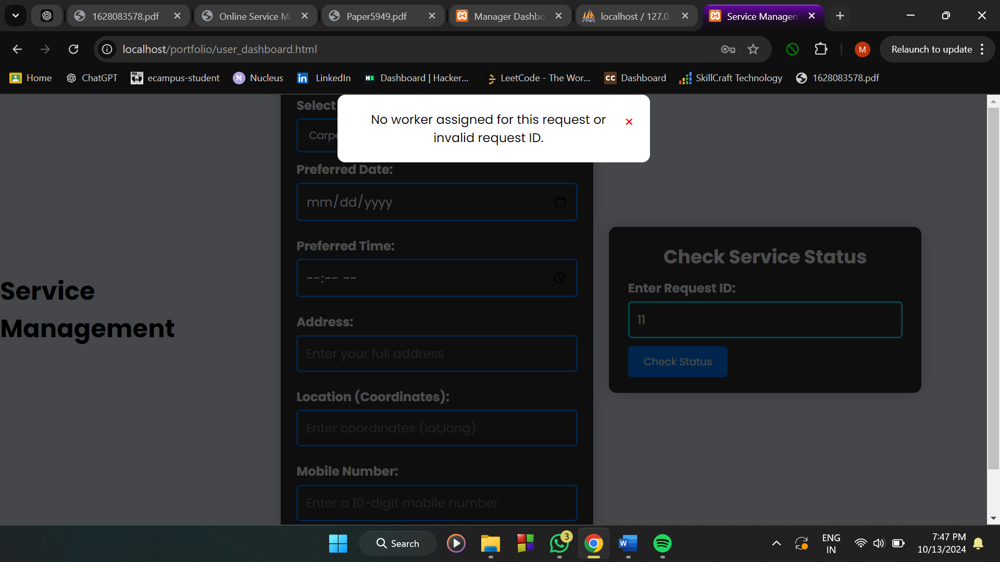 1628083578.pdf
Online Service Ma
Paper5949.pdf
Manager Dashbo
localhost / 127.0.
Service Managem
localhost/portfolio/user_dashboard.html
M
Relaunch to update
Home
ChatGPT
ecampus-student
N
Nucleus
in
LinkedIn
H
Dashboard | Hacker...
LeetCode - The Wor...
CC
Dashboard
SkillCraft Technology
1628083578.pdf
Select
Carpe
No worker assigned for this request or
invalid request ID.
×
Preferred Date:
mm/dd/yyyy
Preferred Time:
--:-- --
Address:
Enter your full address
Location (Coordinates):
Enter coordinates (lat,long)
Mobile Number:
Enter a 10-digit mobile number
Service
Management
Check Service Status
Enter Request ID:
11
Check Status
Search
3
W
ENG
IN
7:47 PM
10/13/2024